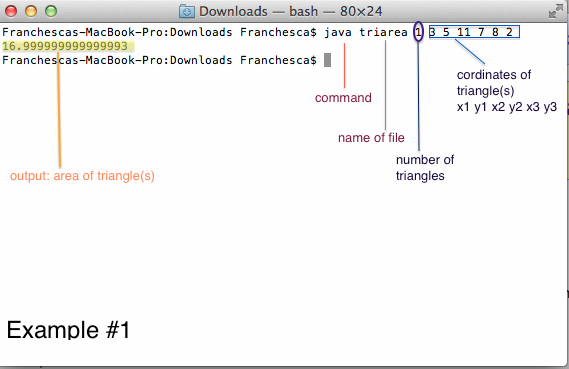 Downloads — bash — 80×24
Franchescas-MacBook-Pro:Downloads Franchesca$ java triarea 1 3 5 11 7 8 2
16.999999999999993
Franchescas-MacBook-Pro:Downloads Franchesca$
cordinates of
triangle(s)
x1 y1 x2 y2 x3 y3
command
name of file
number of
triangles
output: area of triangle(s)
Example #1